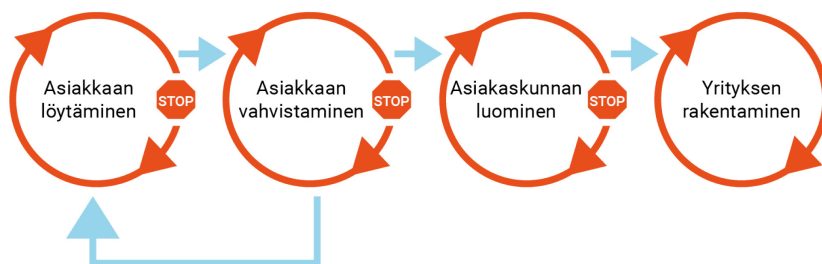 Asiakkaan
löytäminen
STOP
Asiakkaan
vahvistaminen
STOP
Asiakaskunnan
luominen
STOP
Yrityksen
rakentaminen